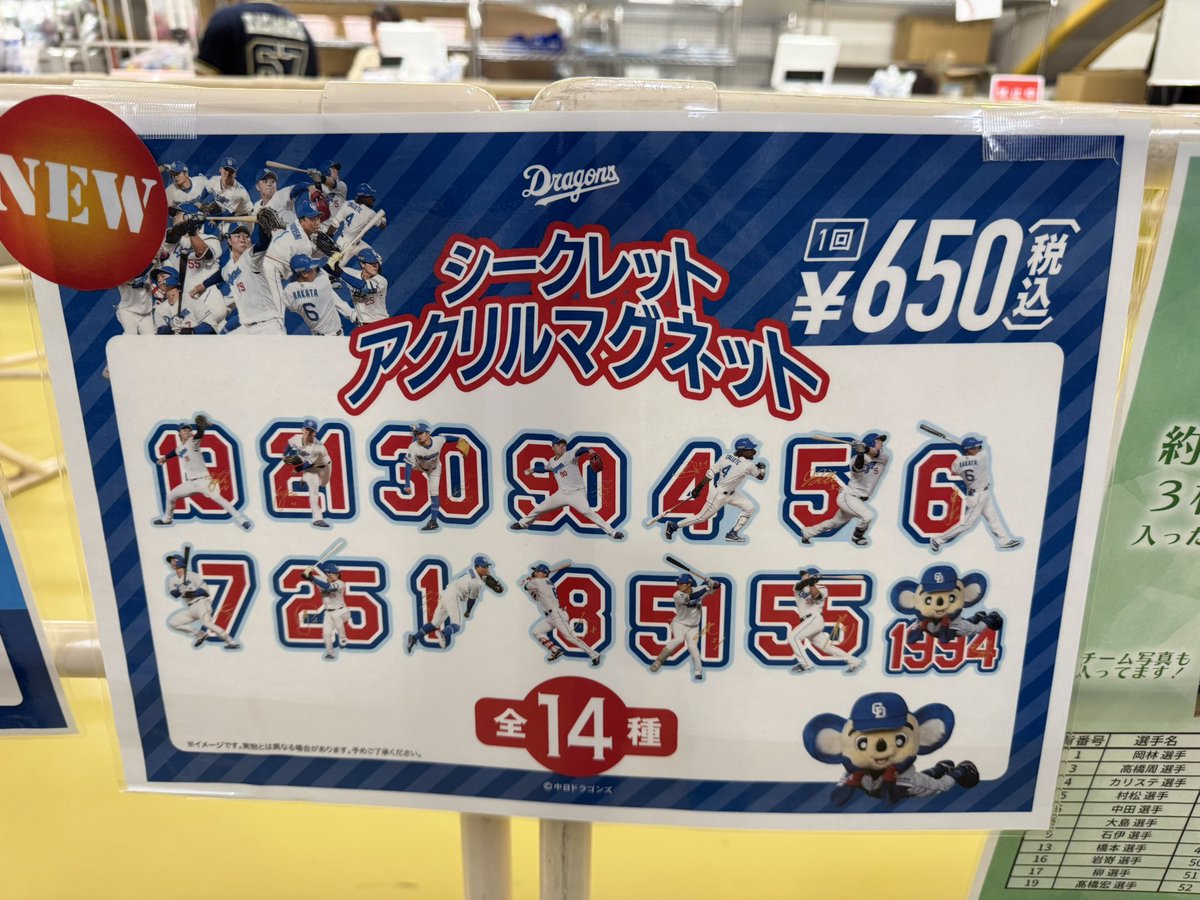 NEW
Dragons
シークレット
アクリルマグネット
1回
¥650〔税込〕
19 21 30 90 4 5 6
7 25 1 8 51 55 1994
全14種
※イメージです。実物とは異なる場合があります。予めご了承ください。
©中日ドラゴンズ
67
約
入った
チーム写真も
入ってます!
背番号 選手名
1 岡林 選手
3 高橋周 選手
4 カリステ 選手
5 村松 選手
6 中田 選手
大島 選手
9 石伊 選手
13 橋本 選手
16 岩嵜 選手
17 柳 選手
19 高橋宏 選手
50
51
52